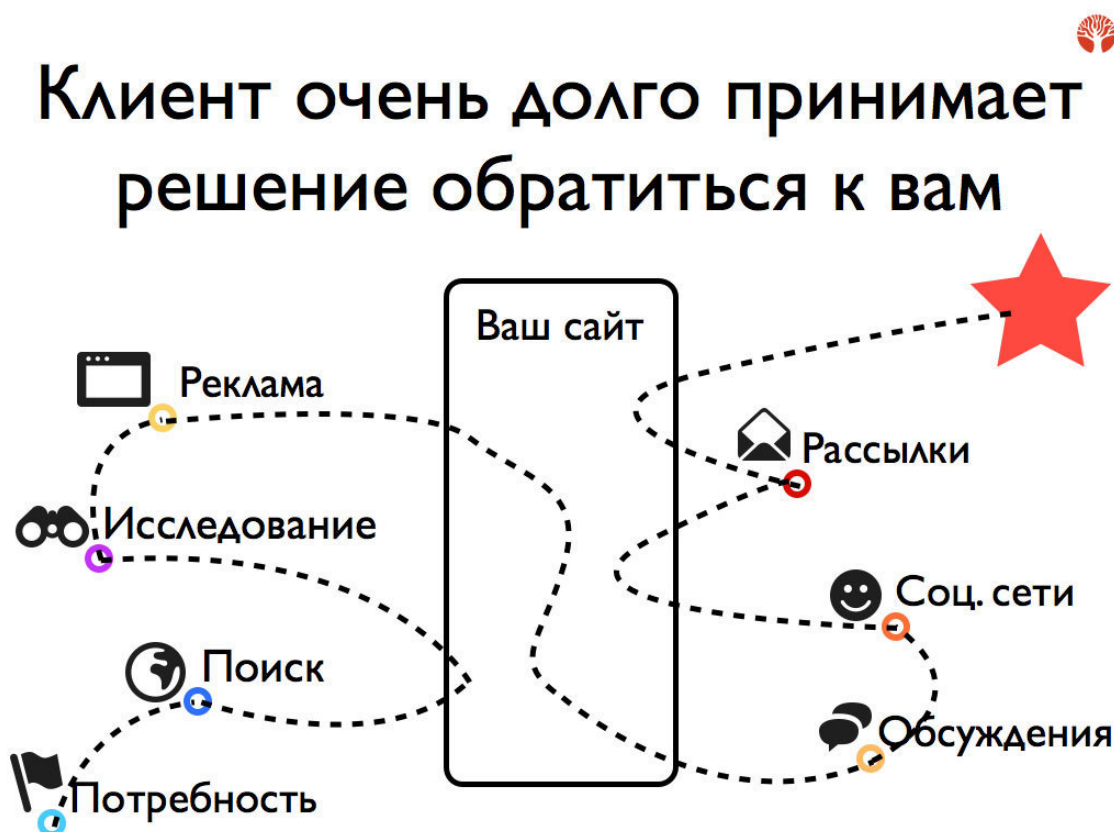 Клиент очень долго принимает
решение обратиться к вам
Ваш сайт
Реклама
Рассылки
Исследование
Соц. сети
Поиск
Обсуждения
Потребность